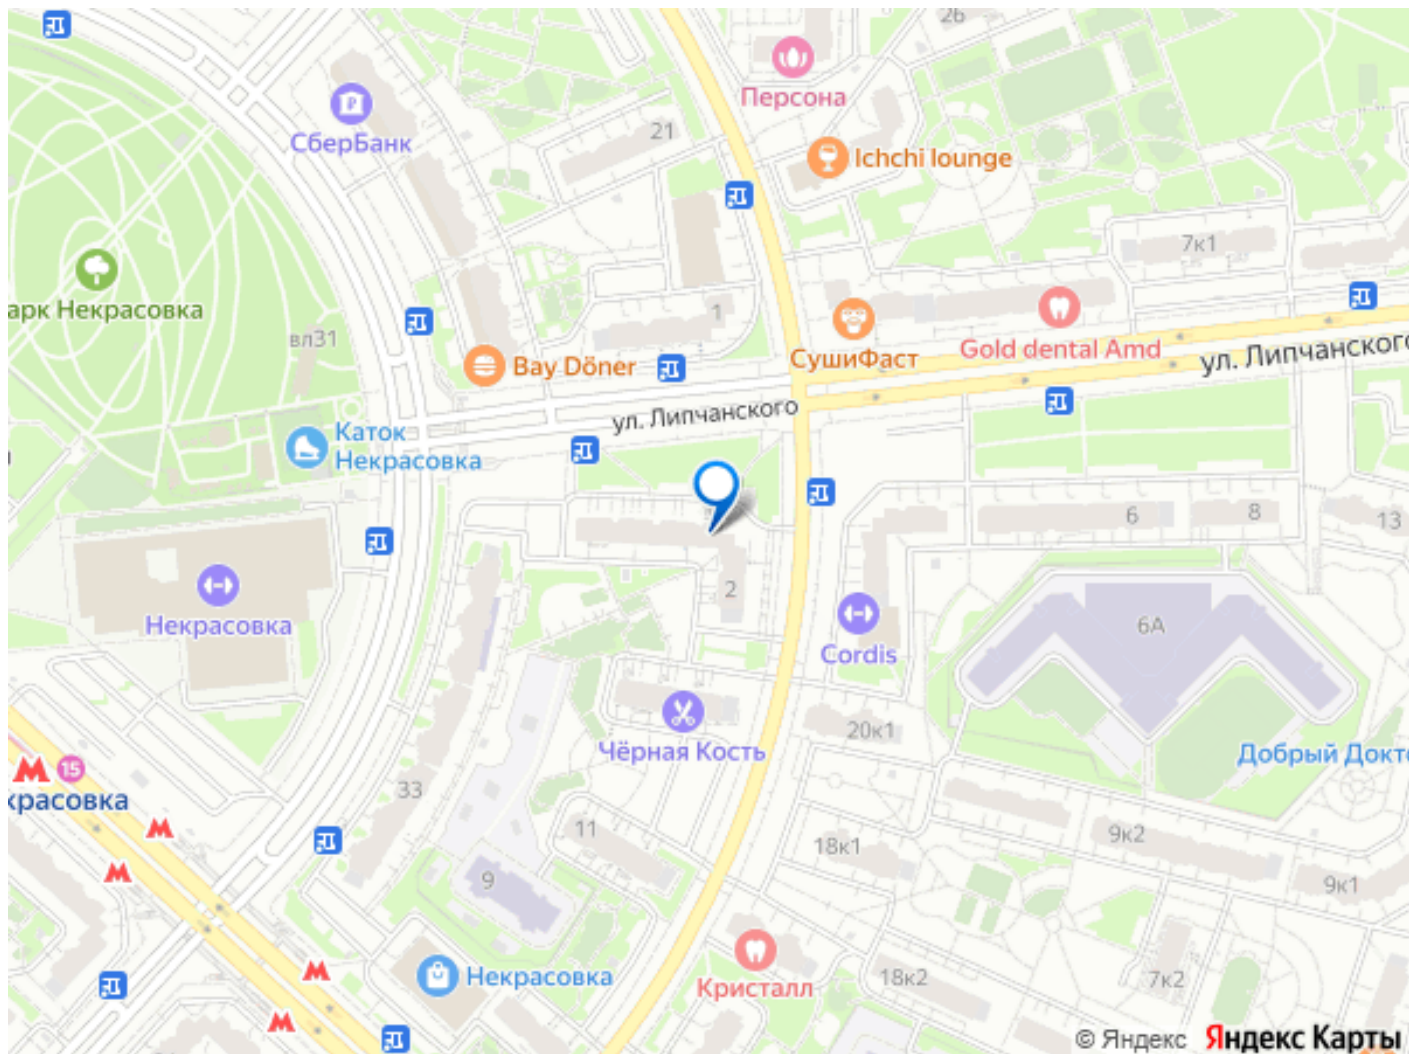 26
Персона
СберБанк
21
Ichchi lounge
7к1
арк Некрасовка
1
вл31
СушиФаст
Gold dental Amd
ул. Липчанского
Bay Döner
ул. Липчанского
Каток
Некрасовка
6
8
13
2
Некрасовка
6А
Cordis
20к1
Чёрная Кость
Добрый Докт
15
красовка
33
11
18к1
9к2
9
9к1
Некрасовка
Кристалл
18к2
7к2
© Яндекс Яндекс Карты